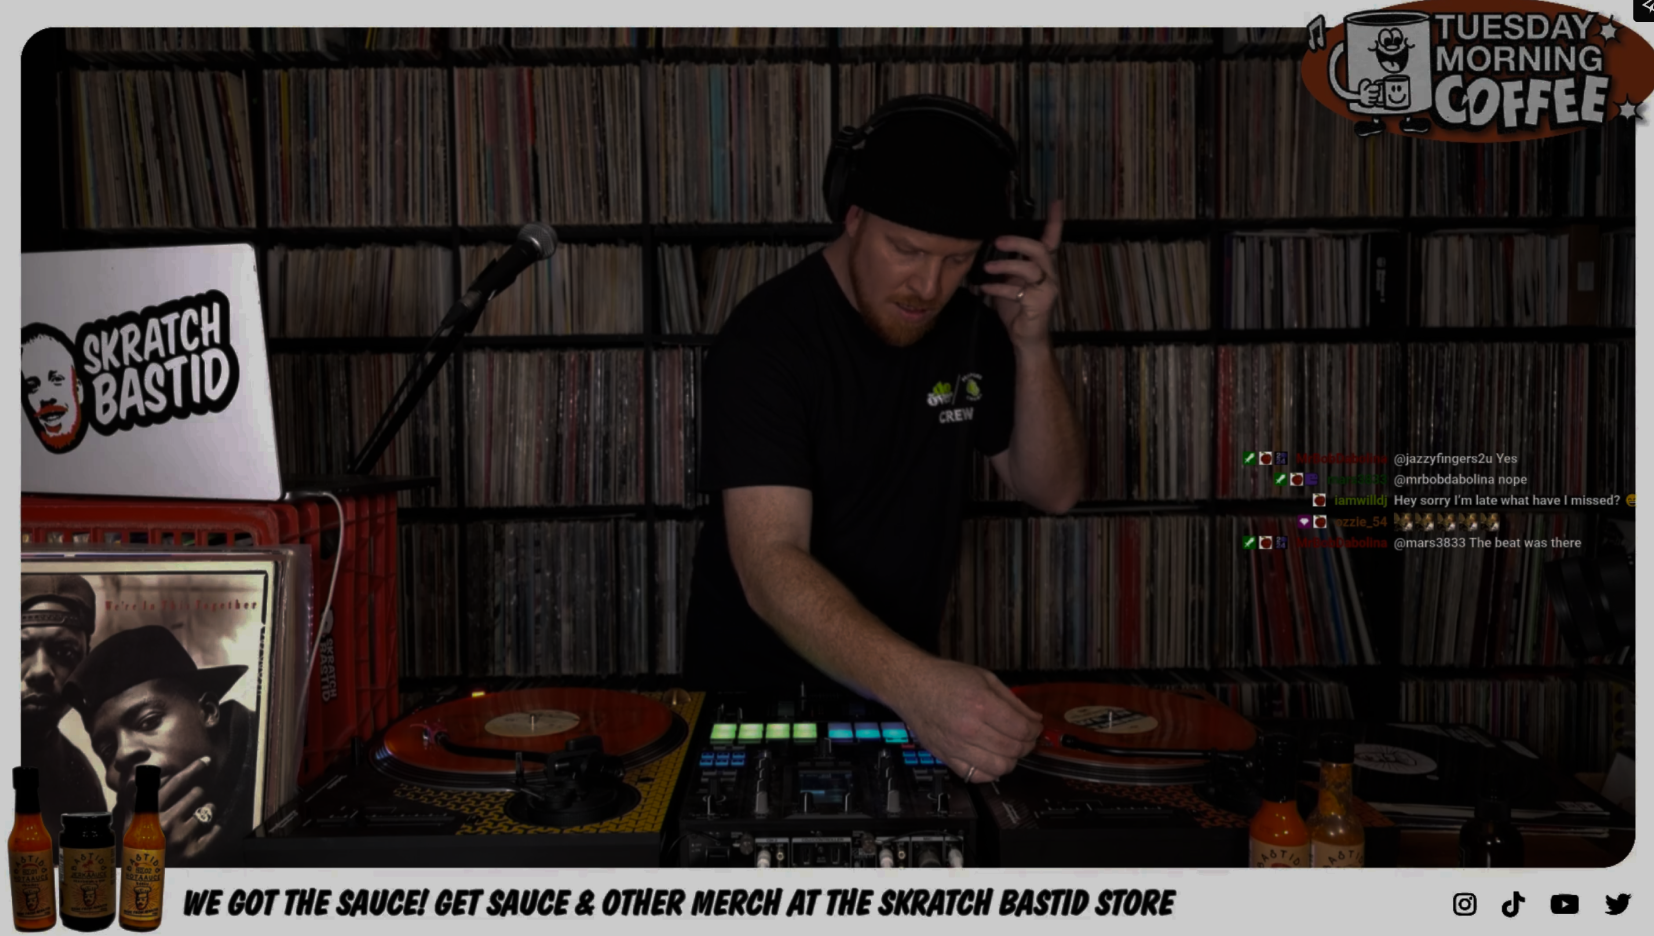 TUESDAY
MORNING
COFFEE
SKRATCH
BASTID
CREW
@jazzyfingers2u Yes
@mrbobdabolina nope
iamwilldj Hey sorry I'm late what have I missed?
ozzie_54
@mars3833 The beat was there
We're In This Together
WE GOT THE SAUCE! GET SAUCE & OTHER MERCH AT THE SKRATCH BASTID STORE